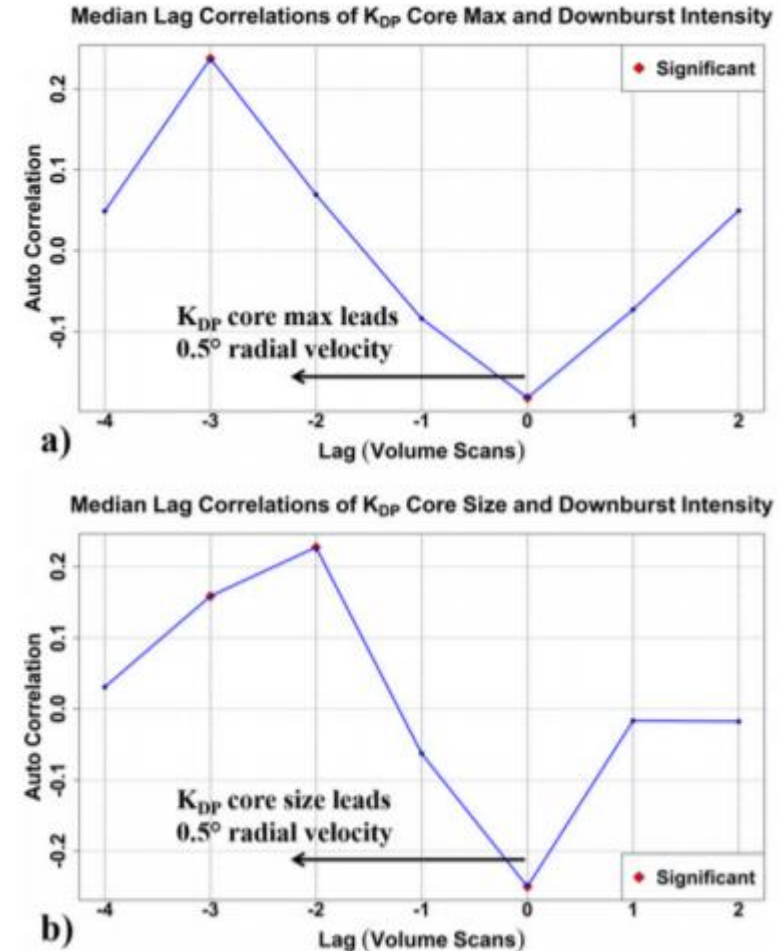 Median Lag Correlations of K_DP Core Max and Downburst Intensity
Significant
Auto Correlation
0.2
0.1
0.0
-0.1
K_DP core max leads
0.5° radial velocity
-4 -3 -2 -1 0 1 2
a)
Lag (Volume Scans)
Median Lag Correlations of K_DP Core Size and Downburst Intensity
Auto Correlation
0.2
0.1
0.0
-0.1
-0.2
K_DP core size leads
0.5° radial velocity
Significant
-4 -3 -2 -1 0 1 2
b)
Lag (Volume Scans)